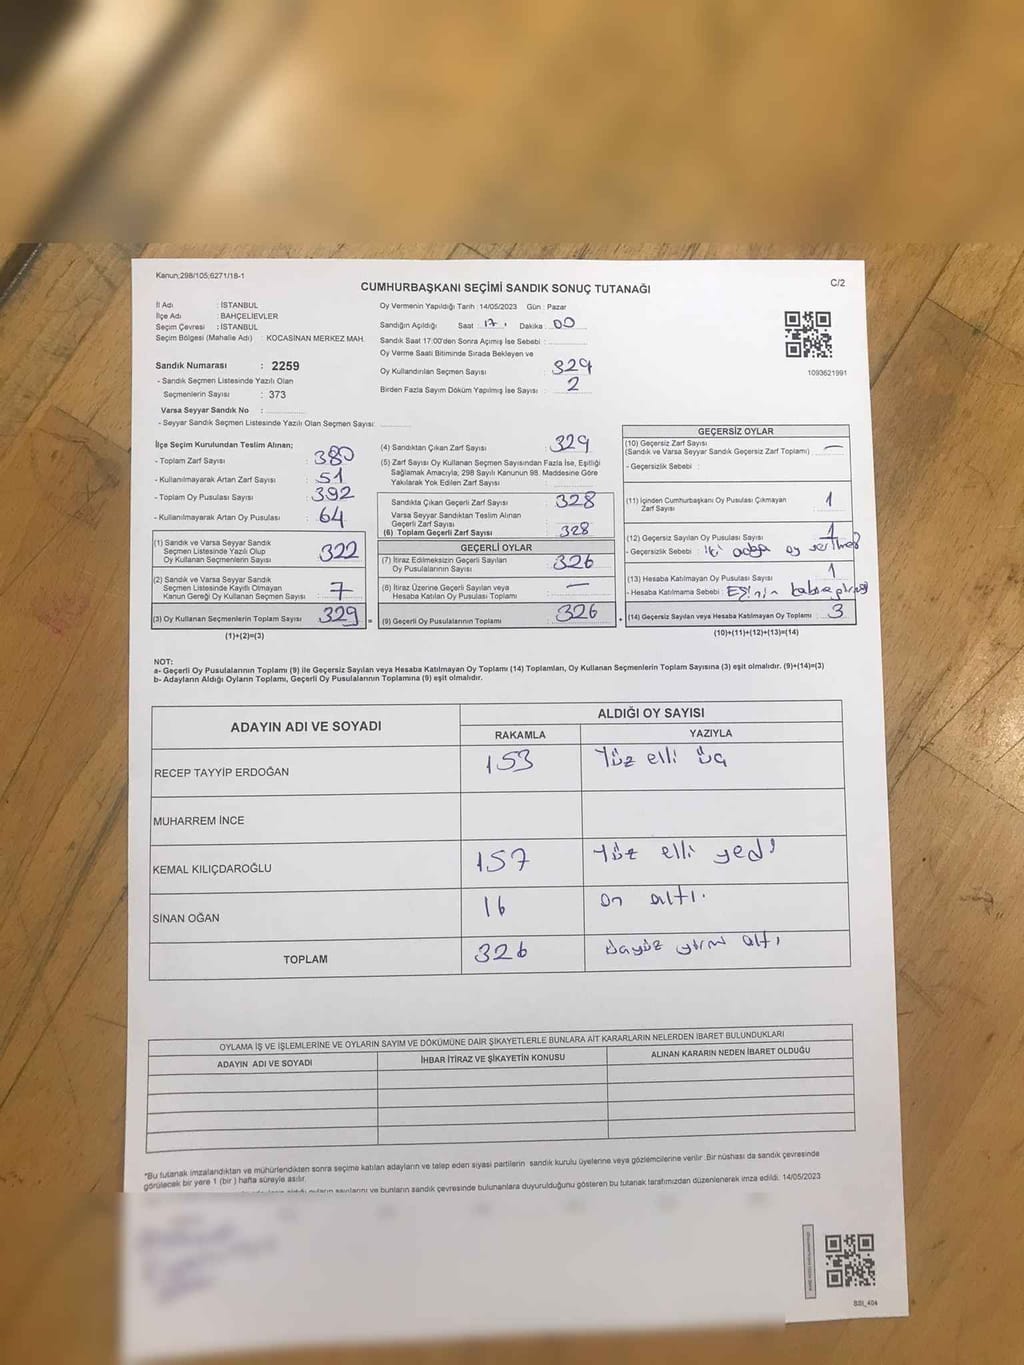 Kanun;298/105;6271/18-1
CUMHURBAŞKANI SEÇİMİ SANDIK SONUÇ TUTANAĞI
C/2
İl Adı : İSTANBUL
İlçe Adı : BAHÇELİEVLER
Seçim Çevresi : İSTANBUL
Seçim Bölgesi (Mahalle Adı) : KOCASİNAN MERKEZ MAH.
Sandık Numarası : 2259
- Sandık Seçmen Listesinde Yazılı Olan
Seçmenlerin Sayısı : 373
Varsa Seyyar Sandık No :
- Seyyar Sandık Seçmen Listesinde Yazılı Olan Seçmen Sayısı:
Oy Vermenin Yapıldığı Tarih : 14/05/2023 Gün : Pazar
Sandığın Açıldığı Saat : 17. Dakika : 00
Sandık Saat 17:00'den Sonra Açımış İse Sebebi :
Oy Verme Saati Bitiminde Sırada Bekleyen ve
Oy Kullandırılan Seçmen Sayısı 329
Birden Fazla Sayım Döküm Yapılmış İse Sayısı : 2
1093621991
İlçe Seçim Kurulundan Teslim Alınan;
- Toplam Zarf Sayısı : 380
- Kullanılmayarak Artan Zarf Sayısı : 51
- Toplam Oy Pusulası Sayısı : 392
- Kullanılmayarak Artan Oy Pusulası : 64
(1) Sandık ve Varsa Seyyar Sandık
Seçmen Listesinde Yazılı Olup
Oy Kullanan Seçmenlerin Sayısı 322
(2) Sandık ve Varsa Seyyar Sandık
Seçmen Listesinde Kayıtlı Olmayan
Kanun Gereği Oy Kullanan Seçmen Sayısı : 7
(3) Oy Kullanan Seçmenlerin Toplam Sayısı 329 =
(1)+(2)=(3)
(4) Sandıktan Çıkan Zarf Sayısı : 329
(5) Zarf Sayısı Oy Kullanan Seçmen Sayısından Fazla İse, Eşitliği
Sağlamak Amacıyla; 298 Sayılı Kanunun 98. Maddesine Göre
Yakılarak Yok Edilen Zarf Sayısı :
Sandıkta Çıkan Geçerli Zarf Sayısı : 328
Varsa Seyyar Sandıktan Teslim Alınan
Geçerli Zarf Sayısı :
(6) Toplam Geçerli Zarf Sayısı : 328
GEÇERLİ OYLAR
(7) İtiraz Edilmeksizin Geçerli Sayılan
Oy Pusulalarının Sayısı : 326
(8) İtiraz Üzerine Geçerli Sayılan veya
Hesaba Katılan Oy Pusulası Toplamı : —
(9) Geçerli Oy Pusulalarının Toplamı : 326 +
GEÇERSİZ OYLAR
(10) Geçersiz Zarf Sayısı
(Sandık ve Varsa Seyyar Sandık Geçersiz Zarf Toplamı) : —
- Geçersizlik Sebebi :
(11) İçinden Cumhurbaşkanı Oy Pusulası Çıkmayan
Zarf Sayısı : 1
(12) Geçersiz Sayılan Oy Pusulası Sayısı : 1
- Geçersizlik Sebebi : iki adaya oy verilmiş
(13) Hesaba Katılmayan Oy Pusulası Sayısı : 1
- Hesaba Katılmama Sebebi : Eşinin
(14) Geçersiz Sayılan veya Hesaba Katılmayan Oy Toplamı : 3
(10)+(11)+(12)+(13)=(14)
NOT:
a- Geçerli Oy Pusulalarının Toplamı (9) ile Geçersiz Sayılan veya Hesaba Katılmayan Oy Toplamı (14) Toplamları, Oy Kullanan Seçmenlerin Toplam Sayısına (3) eşit olmalıdır. (9)+(14)=(3)
b- Adayların Aldığı Oyların Toplamı, Geçerli Oy Pusulalarının Toplamına (9) eşit olmalıdır.
ADAYIN ADI VE SOYADI
ALDIĞI OY SAYISI
RAKAMLA YAZIYLA
RECEP TAYYİP ERDOĞAN 153 Yüz elli üç
MUHARREM İNCE
KEMAL KILIÇDAROĞLU 157 Yüz elli yedi
SİNAN OĞAN 16 on altı.
TOPLAM 326 üçyüz yirmi altı
OYLAMA İŞ VE İŞLEMLERİNE VE OYLARIN SAYIM VE DÖKÜMÜNE DAİR ŞİKAYETLERLE BUNLARA AİT KARARLARIN NELERDEN İBARET BULUNDUKLARI
ADAYIN ADI VE SOYADI İHBAR İTİRAZ VE ŞİKAYETİN KONUSU ALINAN KARARIN NEDEN İBARET OLDUĞU
*Bu tutanak imzalandıktan ve mühürlendikten sonra seçime katılan adayların ve talep eden siyasi partilerin sandık kurulu üyelerine veya gözlemcilerine verilir .Bir nüshası da sandık çevresinde
görülecek bir yere 1 (bir ) hafta süreyle asılır.
sayılarını ve bunların sandık çevresinde bulunanlara duyurulduğunu gösteren bu tutanak tarafımızdan düzenlenerek imza edildi. 14/05/2023
BSI_404